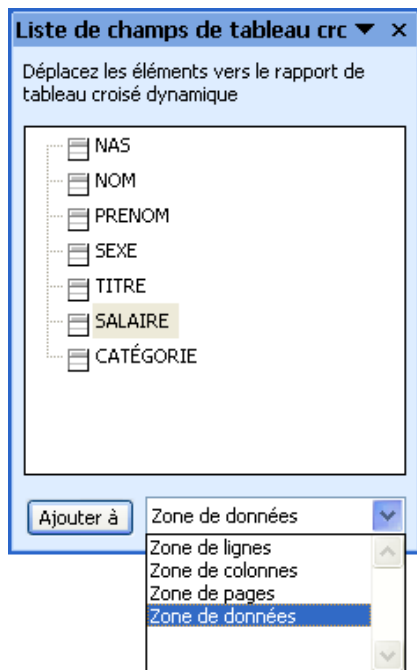 Liste de champs de tableau crc
Déplacez les éléments vers le rapport de
tableau croisé dynamique
NAS
NOM
PRENOM
SEXE
TITRE
SALAIRE
CATÉGORIE
Ajouter à
Zone de données
Zone de lignes
Zone de colonnes
Zone de pages
Zone de données